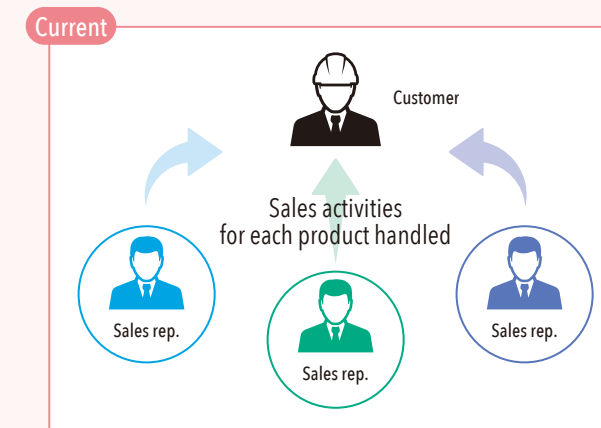 Current
Customer
Sales activities
for each product handled
Sales rep.
Sales rep.
Sales rep.